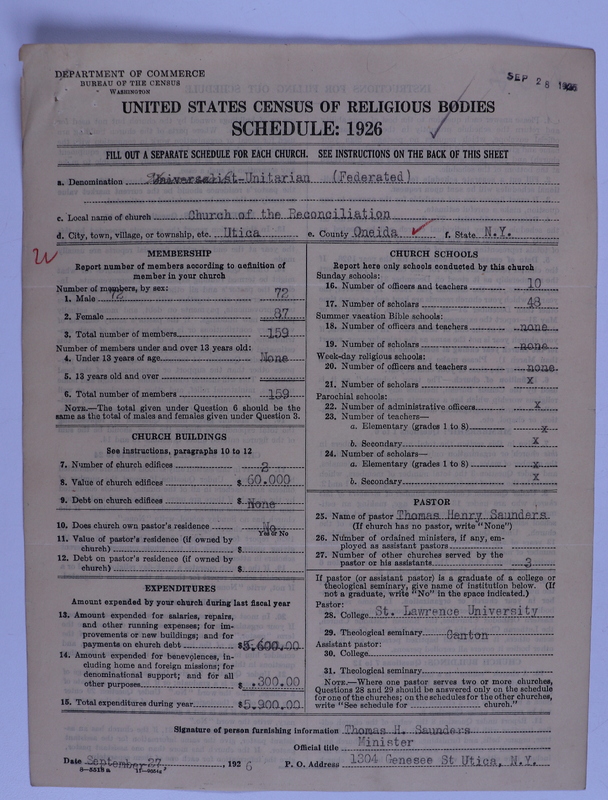 DEPARTMENT OF COMMERCE
BUREAU OF THE CENSUS
WASHINGTON
SEP 28 1926
UNITED STATES CENSUS OF RELIGIOUS BODIES
SCHEDULE: 1926
FILL OUT A SEPARATE SCHEDULE FOR EACH CHURCH. SEE INSTRUCTIONS ON THE BACK OF THIS SHEET
a. Denomination Universalist-Unitarian (Federated)
c. Local name of church Church of the Reconciliation
d. City, town, village, or township, etc. Utica e. County Oneida f. State N.Y.
MEMBERSHIP
Report number of members according to definition of
member in your church
Number of members, by sex:
1. Male 72 72
2. Female 87
3. Total number of members 159
Number of members under and over 13 years old:
4. Under 13 years of age None
5. 13 years old and over
6. Total number of members 159
NOTE.—The total given under Question 6 should be the
same as the total of males and females given under Question 3.
CHURCH BUILDINGS
See instructions, paragraphs 10 to 12
7. Number of church edifices 2
8. Value of church edifices $ 60.000
9. Debt on church edifices $ None
10. Does church own pastor's residence No
Yes or No
11. Value of pastor's residence (if owned by
church) $
12. Debt on pastor's residence (if owned by
church) $
EXPENDITURES
Amount expended by your church during last fiscal year
13. Amount expended for salaries, repairs,
and other running expenses; for im-
provements or new buildings; and for
payments on church debt $5.600.00
14. Amount expended for benevolences, in-
cluding home and foreign missions; for
denominational support; and for all
other purposes $ .300.00
15. Total expenditures during year $5.900.00
CHURCH SCHOOLS
Report here only schools conducted by this church
Sunday schools:
16. Number of officers and teachers 10
17. Number of scholars 48
Summer vacation Bible schools:
18. Number of officers and teachers none
19. Number of scholars none
Week-day religious schools:
20. Number of officers and teachers none
21. Number of scholars x
Parochial schools:
22. Number of administrative officers x
23. Number of teachers—
a. Elementary (grades 1 to 8) x
b. Secondary x
24. Number of scholars—
a. Elementary (grades 1 to 8) x
b. Secondary x
PASTOR
25. Name of pastor Thomas Henry Saunders
(If church has no pastor, write "None")
26. Number of ordained ministers, if any, em-
ployed as assistant pastors
27. Number of other churches served by the
pastor or his assistants 3
If pastor (or assistant pastor) is a graduate of a college or
theological seminary, give name of institution below. (If
not a graduate, write "No" in the space indicated.)
Pastor:
28. College St. Lawrence University
29. Theological seminary Canton
Assistant pastor:
30. College
31. Theological seminary
NOTE.—Where one pastor serves two or more churches,
Questions 28 and 29 should be answered only on the schedule
for one of the churches; on the schedules for the other churches,
write "See schedule for church."
Signature of person furnishing information Thomas H. Saunders
Official title Minister
Date September 27, 1926 P. O. Address 1304 Genesee St Utica, N.Y.
8-5518a